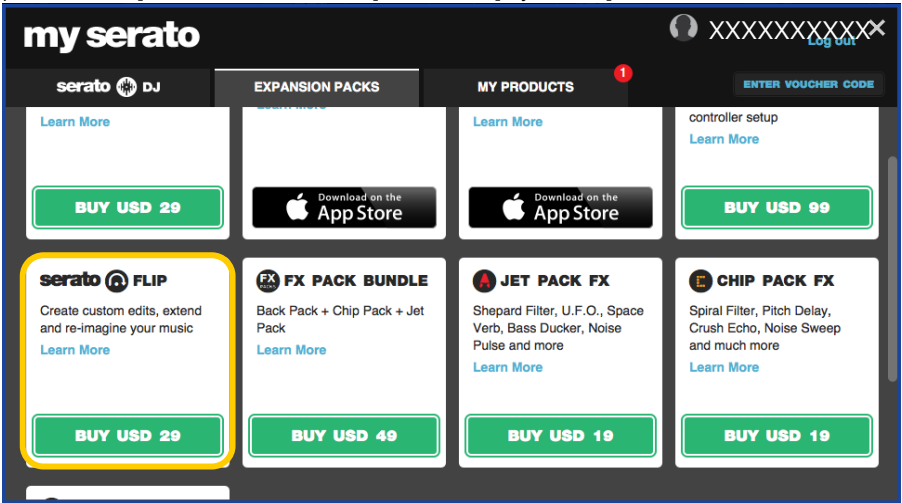 my serato
XXXXXXXXXX
Log out
serato DJ
EXPANSION PACKS
MY PRODUCTS
1
ENTER VOUCHER CODE
Learn More
BUY USD 29
Download on the
App Store
Learn More
Download on the
App Store
controller setup
Learn More
BUY USD 99
serato FLIP
Create custom edits, extend
and re-imagine your music
Learn More
BUY USD 29
FX PACKS
FX PACK BUNDLE
Back Pack + Chip Pack + Jet
Pack
Learn More
BUY USD 49
JET PACK FX
Shepard Filter, U.F.O., Space
Verb, Bass Ducker, Noise
Pulse and more
Learn More
BUY USD 19
CHIP PACK FX
Spiral Filter, Pitch Delay,
Crush Echo, Noise Sweep
and much more
Learn More
BUY USD 19